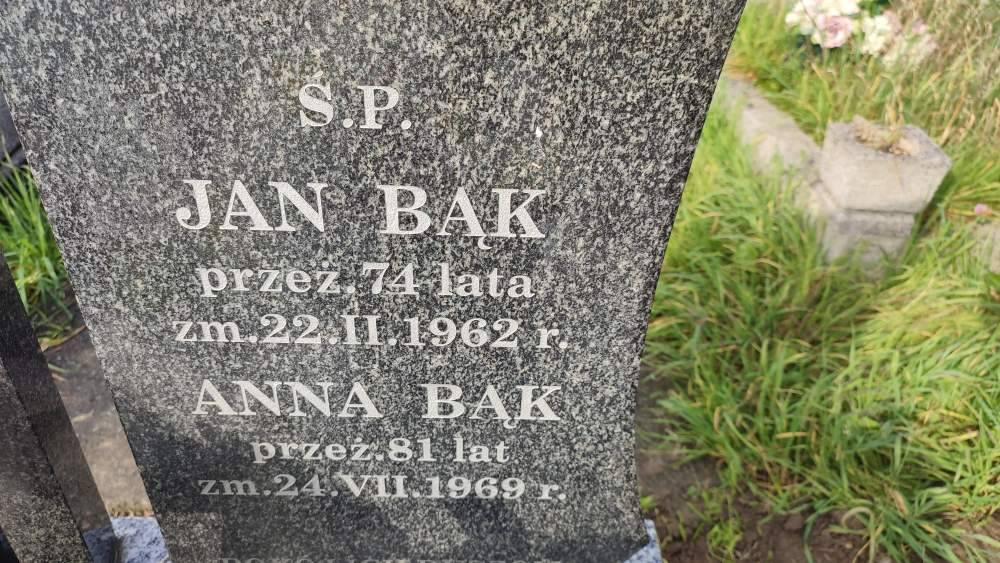 Ś.P.
JAN BĄK
przeż.74 lata
zm.22.II.1962 r.
ANNA BĄK
przeż.81 lat
zm.24.VII.1969 r.